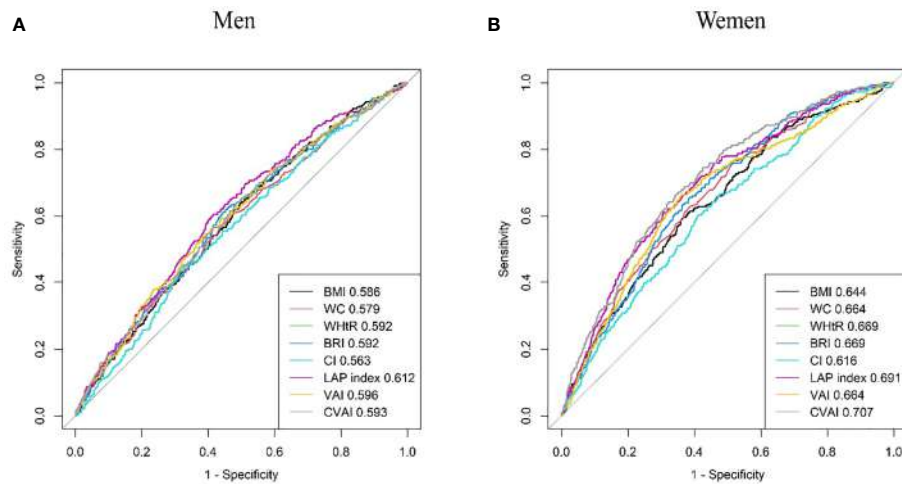 A
Men
1.0
0.8
0.6
0.4
0.2
0.0
Sensitivity
BMI 0.586
WC 0.579
WHtR 0.592
BRI 0.592
CI 0.563
LAP index 0.612
VAI 0.596
CVAI 0.593
0.0 0.2 0.4 0.6 0.8 1.0
1 - Specificity
B
Women
1.0
0.8
0.6
0.4
0.2
0.0
Sensitivity
BMI 0.644
WC 0.664
WHtR 0.669
BRI 0.669
CI 0.616
LAP index 0.691
VAI 0.664
CVAI 0.707
0.0 0.2 0.4 0.6 0.8 1.0
1 - Specificity